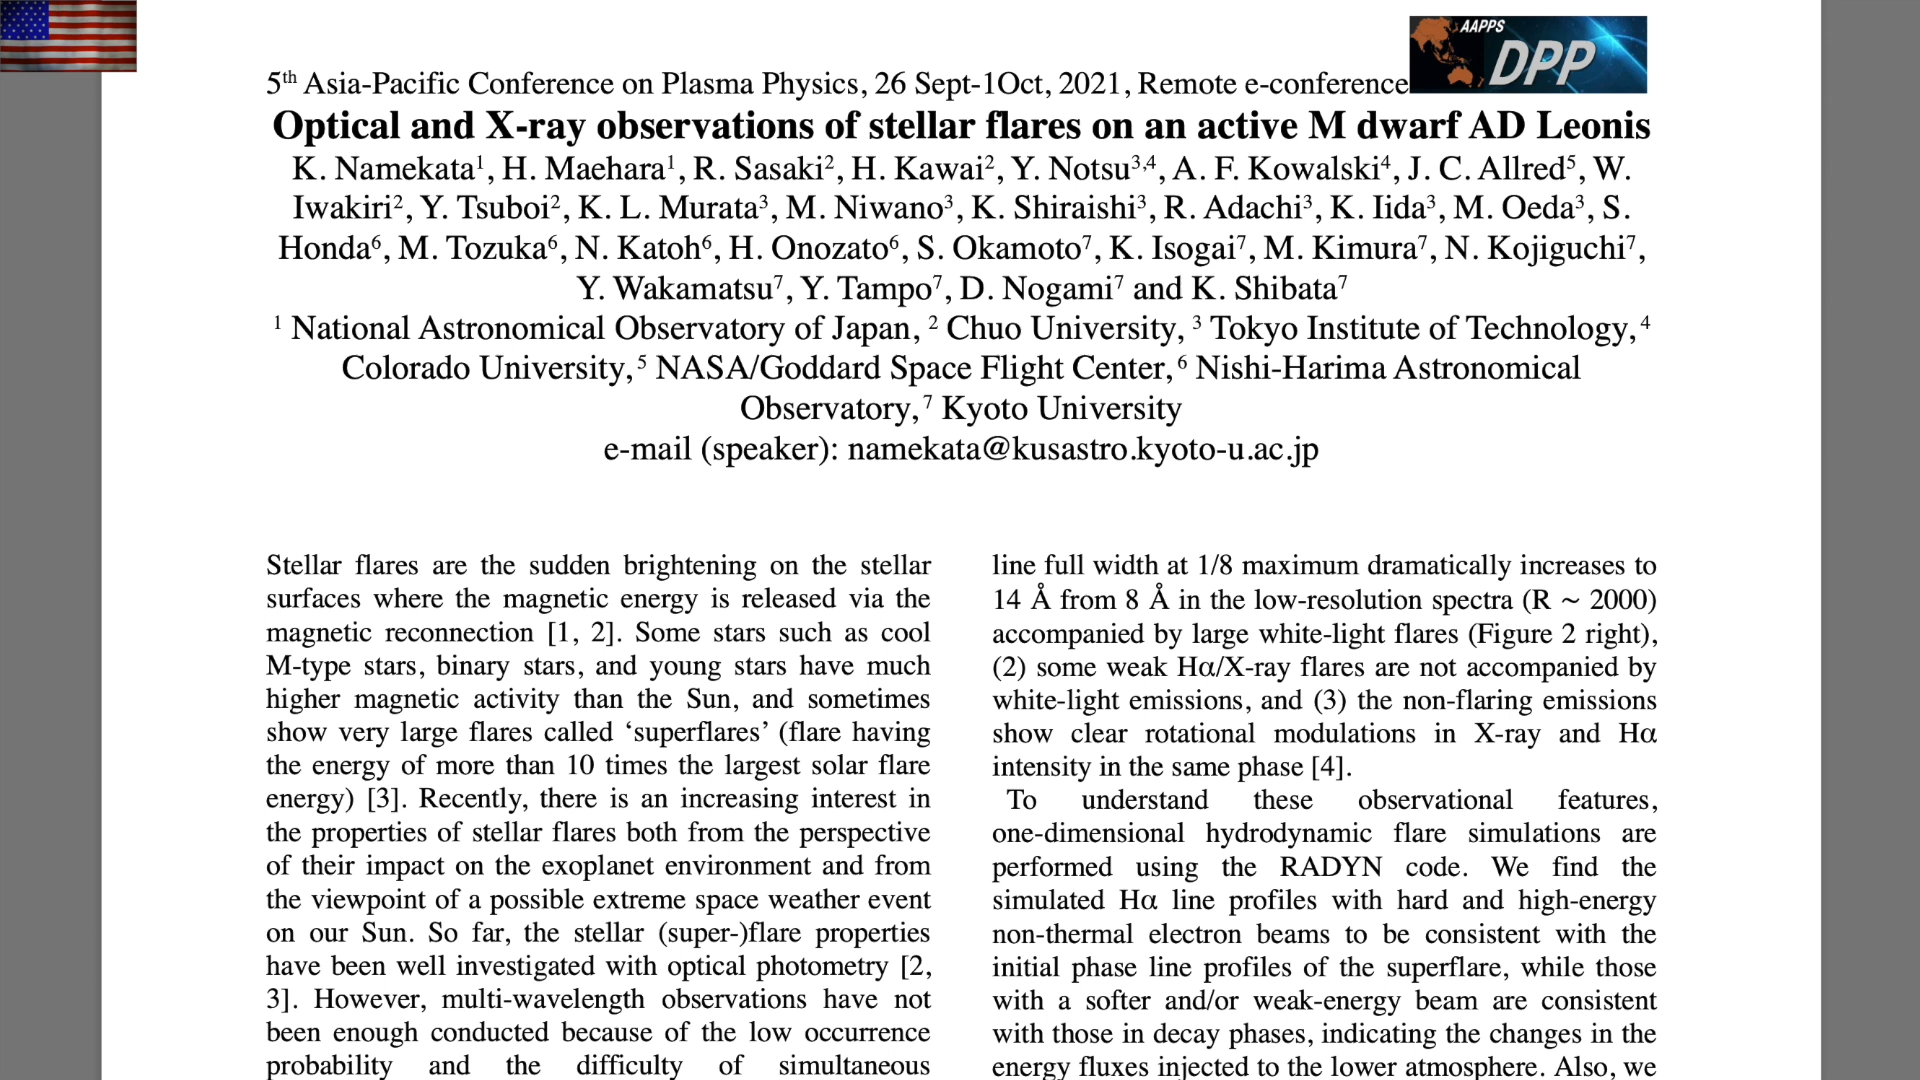 AAPPS
DPP
5th Asia-Pacific Conference on Plasma Physics, 26 Sept-1Oct, 2021, Remote e-conference
Optical and X-ray observations of stellar flares on an active M dwarf AD Leonis
K. Namekata1, H. Maehara1, R. Sasaki2, H. Kawai2, Y. Notsu3,4, A. F. Kowalski4, J. C. Allred5, W.
Iwakiri2, Y. Tsuboi2, K. L. Murata3, M. Niwano3, K. Shiraishi3, R. Adachi3, K. Iida3, M. Oeda3, S.
Honda6, M. Tozuka6, N. Katoh6, H. Onozato6, S. Okamoto7, K. Isogai7, M. Kimura7, N. Kojiguchi7,
Y. Wakamatsu7, Y. Tampo7, D. Nogami7 and K. Shibata7
1 National Astronomical Observatory of Japan, 2 Chuo University, 3 Tokyo Institute of Technology, 4
Colorado University, 5 NASA/Goddard Space Flight Center, 6 Nishi-Harima Astronomical
Observatory, 7 Kyoto University
e-mail (speaker): namekata@kusastro.kyoto-u.ac.jp
Stellar flares are the sudden brightening on the stellar
surfaces where the magnetic energy is released via the
magnetic reconnection [1, 2]. Some stars such as cool
M-type stars, binary stars, and young stars have much
higher magnetic activity than the Sun, and sometimes
show very large flares called ‘superflares’ (flare having
the energy of more than 10 times the largest solar flare
energy) [3]. Recently, there is an increasing interest in
the properties of stellar flares both from the perspective
of their impact on the exoplanet environment and from
the viewpoint of a possible extreme space weather event
on our Sun. So far, the stellar (super-)flare properties
have been well investigated with optical photometry [2,
3]. However, multi-wavelength observations have not
been enough conducted because of the low occurrence
probability and the difficulty of simultaneous
line full width at 1/8 maximum dramatically increases to
14 Å from 8 Å in the low-resolution spectra (R ~ 2000)
accompanied by large white-light flares (Figure 2 right),
(2) some weak Hα/X-ray flares are not accompanied by
white-light emissions, and (3) the non-flaring emissions
show clear rotational modulations in X-ray and Hα
intensity in the same phase [4].
To understand these observational features,
one-dimensional hydrodynamic flare simulations are
performed using the RADYN code. We find the
simulated Hα line profiles with hard and high-energy
non-thermal electron beams to be consistent with the
initial phase line profiles of the superflare, while those
with a softer and/or weak-energy beam are consistent
with those in decay phases, indicating the changes in the
energy fluxes injected to the lower atmosphere. Also, we